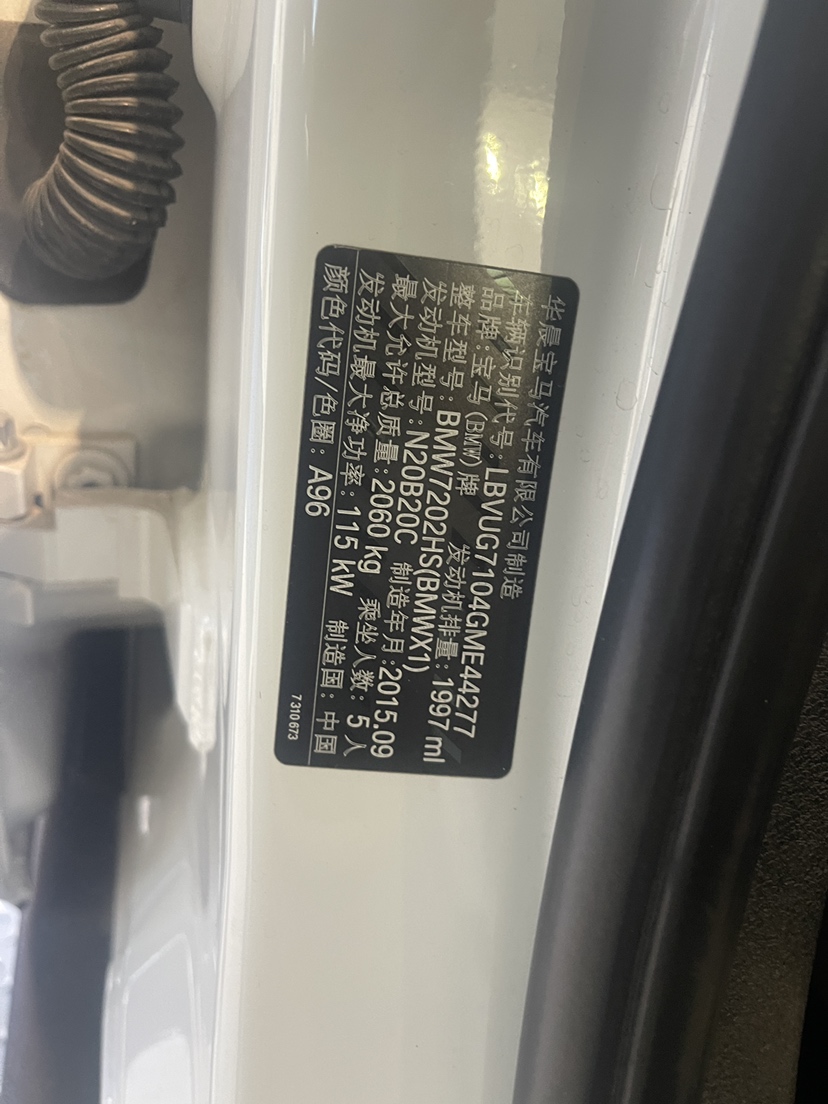 华晨宝马汽车有限公司制造
车辆识别代号:LBVUG7104GME44277
品牌:宝马(BMW)牌 发动机排量:1997 ml
整车型号:BMW7202HS(BMWX1)
发动机型号:N20B20C 制造年月:2015.09
最大允许总质量:2060 kg 乘坐人数:5人
发动机最大净功率:115 kW 制造国:中国
颜色代码/色圈:A96
7310673